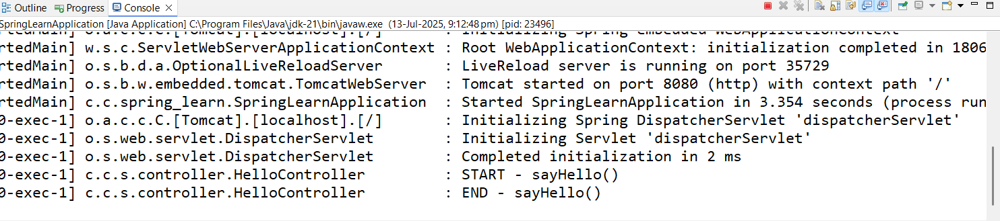 Outline Progress Console
SpringLearnApplication [Java Application] C:\Program Files\Java\jdk-21\bin\javaw.exe (13-Jul-2025, 9:12:48 pm) [pid: 23496]
rtedMain] o.a.c.c.C.[Tomcat].[localhost].[/] : Initializing Spring embedded WebApplicationContext
rtedMain] w.s.c.ServletWebServerApplicationContext : Root WebApplicationContext: initialization completed in 1806
rtedMain] o.s.b.d.a.OptionalLiveReloadServer : LiveReload server is running on port 35729
rtedMain] o.s.b.w.embedded.tomcat.TomcatWebServer : Tomcat started on port 8080 (http) with context path '/'
rtedMain] c.c.spring_learn.SpringLearnApplication : Started SpringLearnApplication in 3.354 seconds (process run
0-exec-1] o.a.c.c.C.[Tomcat].[localhost].[/] : Initializing Spring DispatcherServlet 'dispatcherServlet'
0-exec-1] o.s.web.servlet.DispatcherServlet : Initializing Servlet 'dispatcherServlet'
0-exec-1] o.s.web.servlet.DispatcherServlet : Completed initialization in 2 ms
0-exec-1] c.c.s.controller.HelloController : START - sayHello()
0-exec-1] c.c.s.controller.HelloController : END - sayHello()